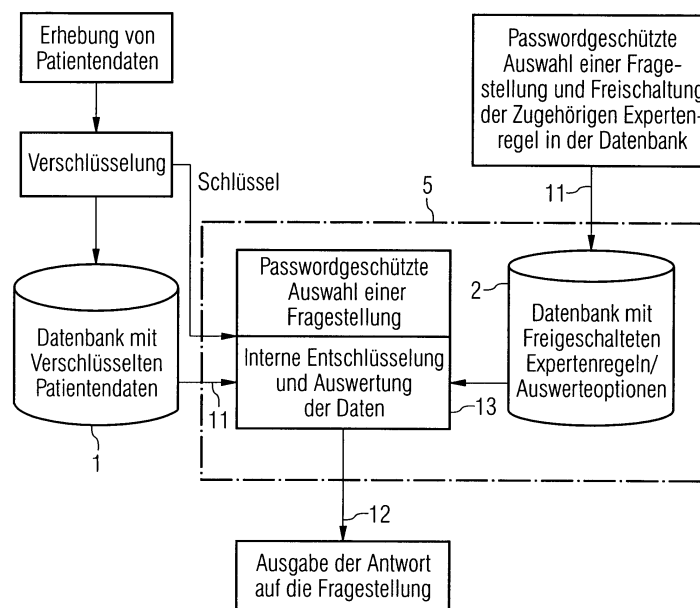 Erhebung von
Patientendaten
Verschlüsselung
Schlüssel
Datenbank mit
Verschlüsselten
Patientendaten
1
11
Passwordgeschützte
Auswahl einer Frage-
stellung und Freischaltung
der Zugehörigen Experten-
regel in der Datenbank
11
5
2
Passwordgeschützte
Auswahl einer
Fragestellung
Interne Entschlüsselung
und Auswertung
der Daten
13
Datenbank mit
Freigeschalteten
Expertenregeln/
Auswerteoptionen
12
Ausgabe der Antwort
auf die Fragestellung